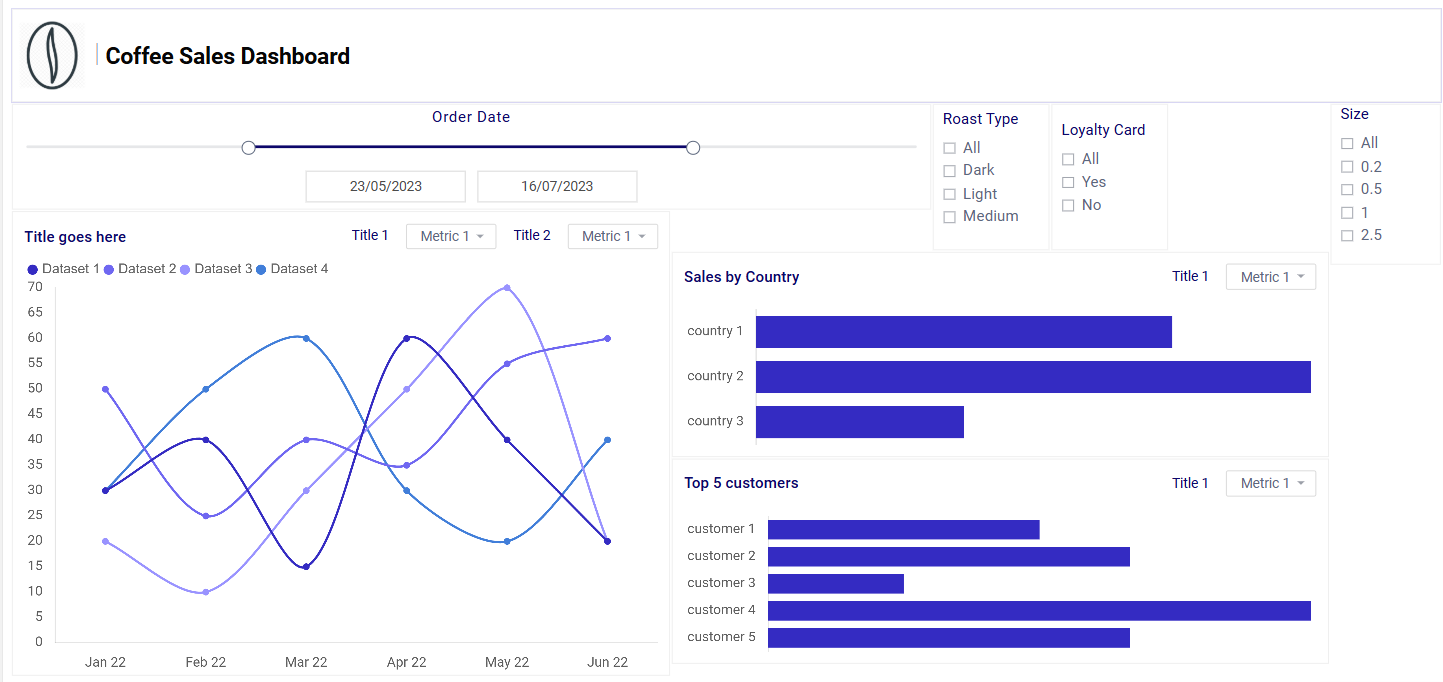 Coffee Sales Dashboard
Order Date
23/05/2023 16/07/2023
Roast Type
All
Dark
Light
Medium
Loyalty Card
All
Yes
No
Size
All
0.2
0.5
1
2.5
Title goes here Title 1 Metric 1 Title 2 Metric 1
Dataset 1 Dataset 2 Dataset 3 Dataset 4
70
65
60
55
50
45
40
35
30
25
20
15
10
5
0
Jan 22 Feb 22 Mar 22 Apr 22 May 22 Jun 22
Sales by Country Title 1 Metric 1
country 1
country 2
country 3
Top 5 customers Title 1 Metric 1
customer 1
customer 2
customer 3
customer 4
customer 5